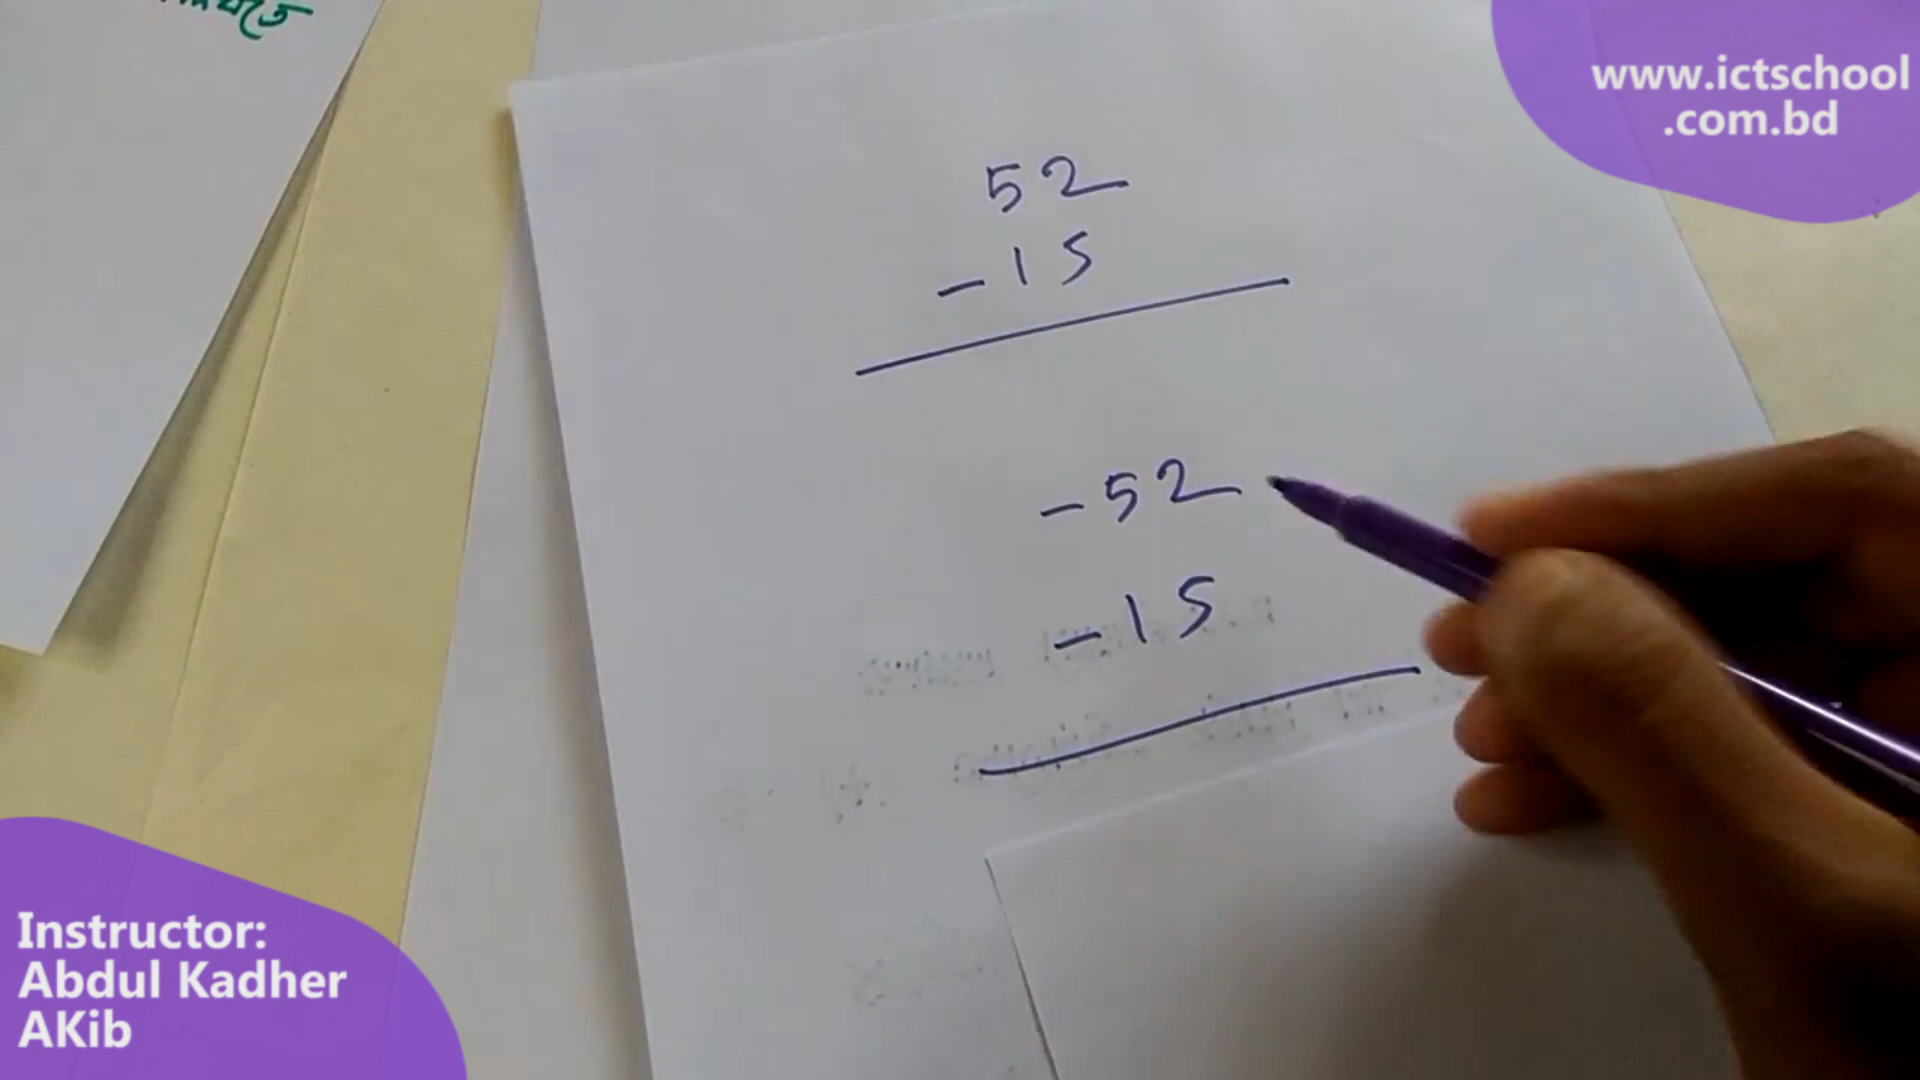 www.ictschool
.com.bd
52
-15
-52
-15
Instructor:
Abdul Kadher
AKib